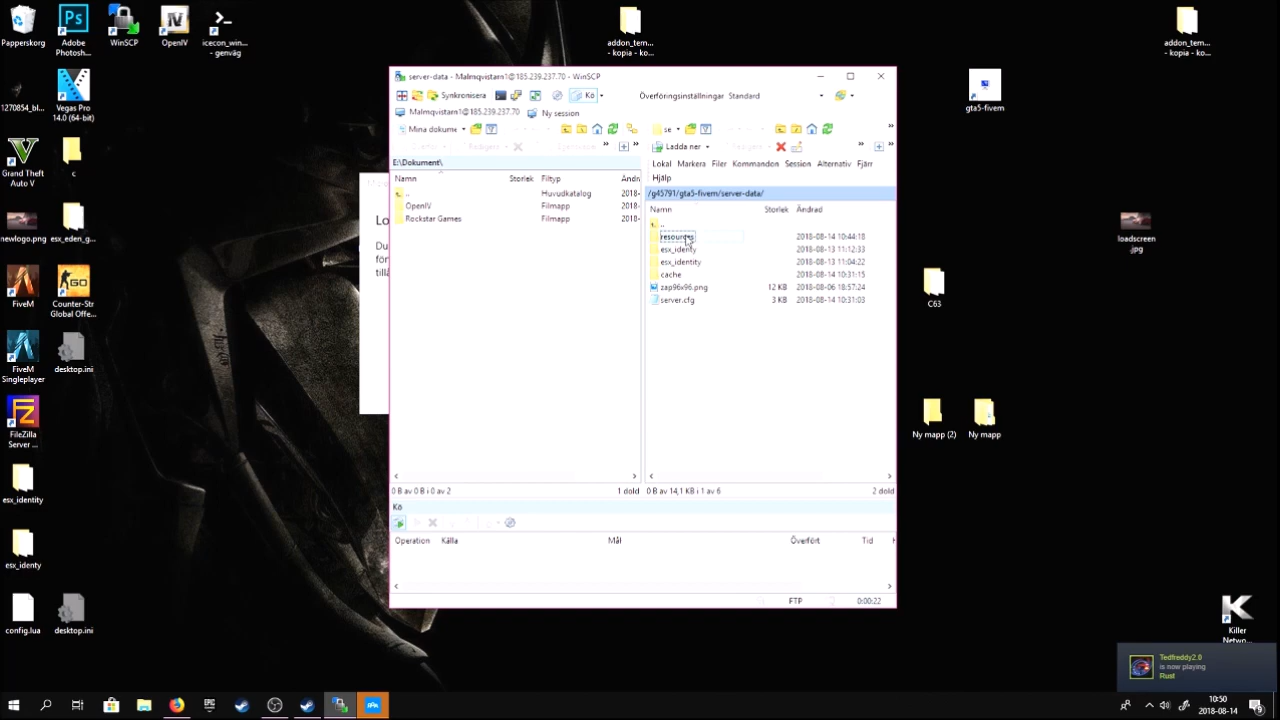 Papperskorg
Adobe
Photosh...
WinSCP
OpenIV
icecon_win...
- genväg
addon_tem...
- kopia - ko...
addon_tem...
- kopia - ko...
1270854_bl...
Vegas Pro
14.0 (64-bit)
Grand Theft
Auto V
c
newlogo.png
esx_eden_g...
FiveM
Counter-Str
Global Offe...
FiveM
Singleplayer
desktop.ini
FileZilla
Server ...
esx_identity
esx_identy
config.lua
desktop.ini
server-data - Malmqvistarn1@185.239.237.70 - WinSCP
Synkronisera
Kö
Överföringsinställningar Standard
Malmqvistarn1@185.239.237.70
Ny session
Mina dokume
se
Ladda ner
Lokal Markera Filer Kommandon Session Alternativ Fjärr
Hjälp
E:\Dokument\
/g45791/gta5-fivem/server-data/
Namn Storlek Filtyp Ändr
.. Huvudkatalog 2018-
OpenIV Filmapp 2018-
Rockstar Games Filmapp 2018-
Namn Storlek Ändrad
..
resources 2018-08-14 10:44:18
esx_identy 2018-08-13 11:12:33
esx_identity 2018-08-13 11:04:22
cache 2018-08-14 10:31:15
zap96x96.png 12 KB 2018-08-06 18:57:24
server.cfg 3 KB 2018-08-14 10:31:03
0 B av 0 B i 0 av 2
1 dold
0 B av 14,1 KB i 1 av 6
2 dold
Kö
Operation Källa Mål Överfört Tid
FTP
0:00:22
Lo
Du
för
till
gta5-fivem
loadscreen
.jpg
C63
Ny mapp (2)
Ny mapp
Killer
Netwo...
Tedfreddy2.0
is now playing
Rust
10:50
2018-08-14